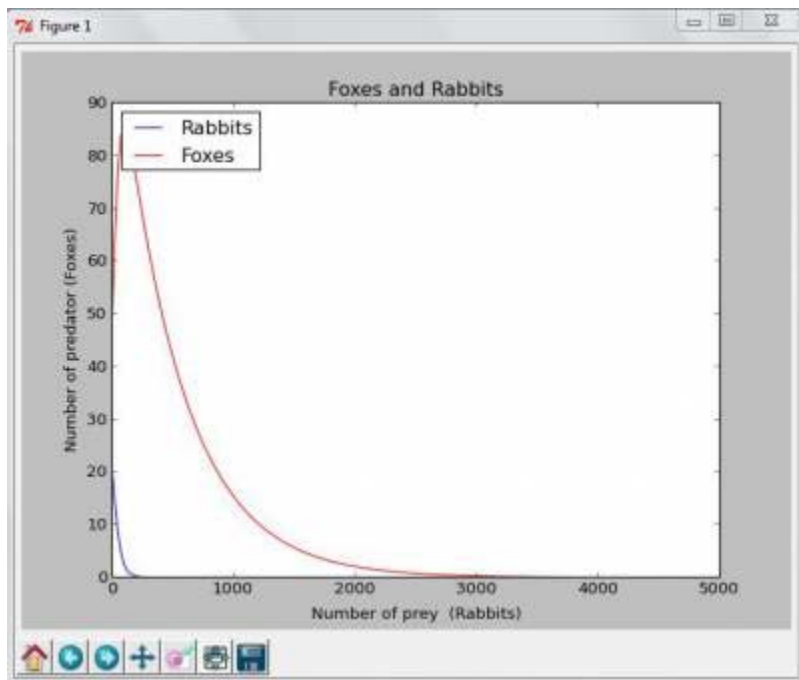 Figure 1
Foxes and Rabbits
Rabbits
Foxes
Number of predator (Foxes)
90
80
70
60
50
40
30
20
10
0
0 1000 2000 3000 4000 5000
Number of prey (Rabbits)